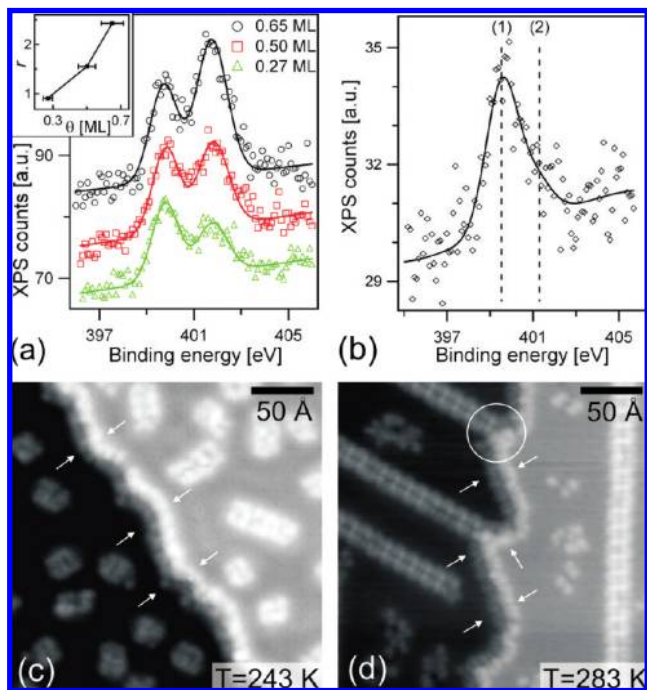 2
r
1
0.3
0.7
θ [ML]
0.65 ML
0.50 ML
0.27 ML
90
70
XPS counts [a.u.]
397
401
405
Binding energy [eV]
(a)
(1)
(2)
35
32
29
XPS counts [a.u.]
397
401
405
Binding energy [eV]
(b)
50 Å
(c)
T=243 K
50 Å
(d)
T=283 K